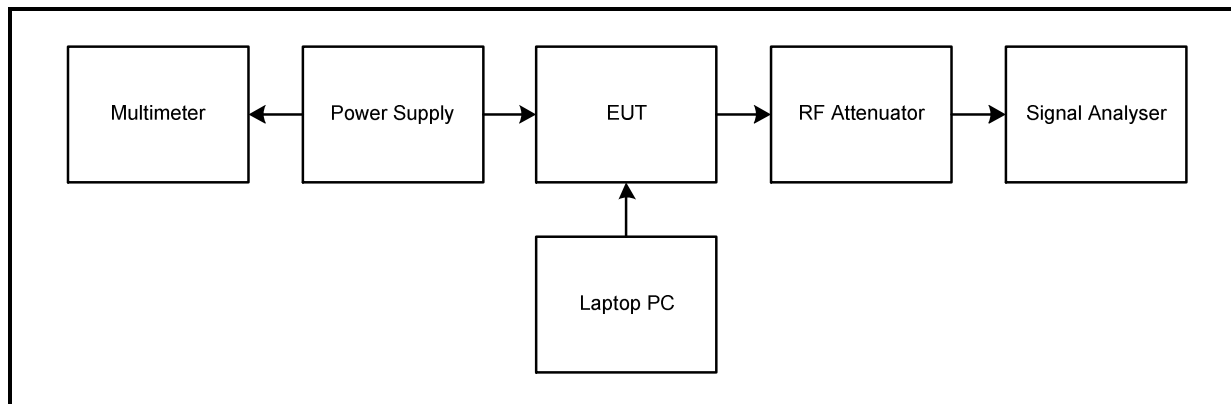 Multimeter
Power Supply
EUT
RF Attenuator
Signal Analyser
Laptop PC